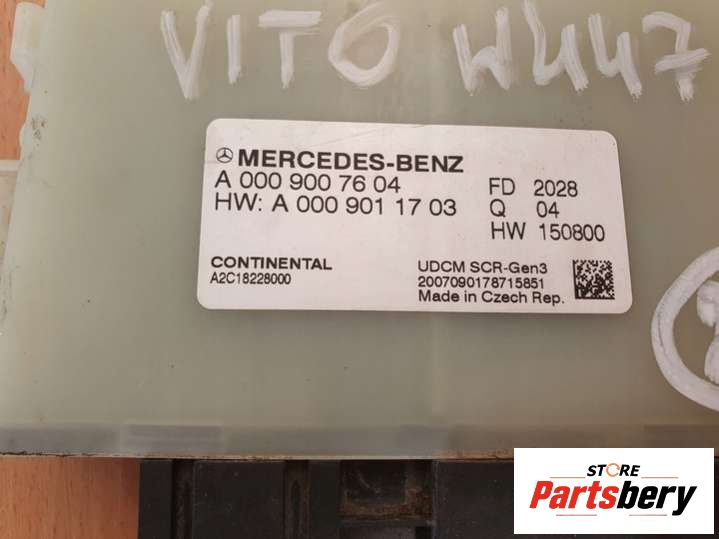 VITO W447
MERCEDES-BENZ
A 000 900 76 04
HW: A 000 901 17 03
FD 2028
Q 04
HW 150800
CONTINENTAL
A2C18228000
UDCM SCR-Gen3
2007090178715851
Made in Czech Rep.
STORE
Partsbery